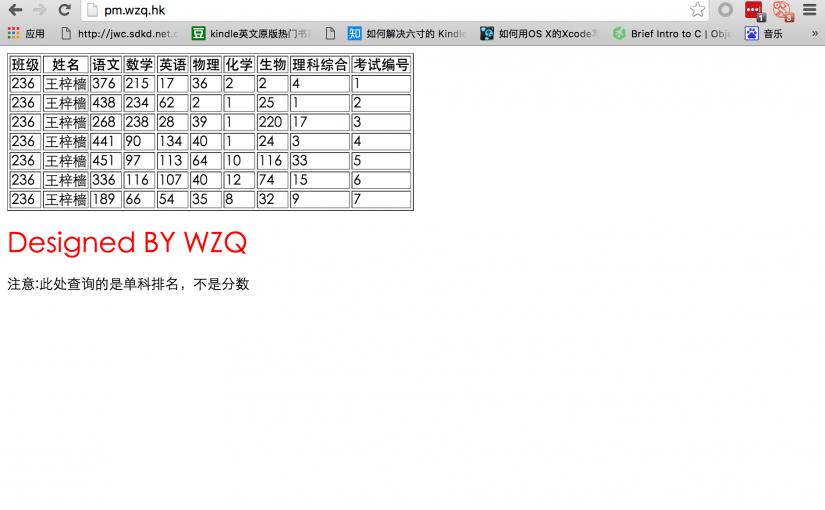 pm.wzq.hk
应用 http://jwc.sdkd.net.c kindle英文原版热门书 如何解决六寸的 Kindle 如何用OS X的Xcode写 Brief Intro to C | Obje 音乐 »
班级 姓名 语文 数学 英语 物理 化学 生物 理科综合 考试编号
236 王梓樯 376 215 17 36 2 2 4 1
236 王梓樯 438 234 62 2 1 25 1 2
236 王梓樯 268 238 28 39 1 220 17 3
236 王梓樯 441 90 134 40 1 24 3 4
236 王梓樯 451 97 113 64 10 116 33 5
236 王梓樯 336 116 107 40 12 74 15 6
236 王梓樯 189 66 54 35 8 32 9 7
Designed BY WZQ
注意:此处查询的是单科排名，不是分数